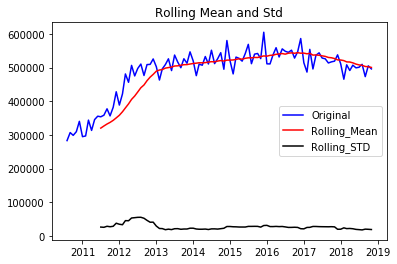 Rolling Mean and Std
600000
500000
400000
300000
200000
100000
0
Original
Rolling_Mean
Rolling_STD
2011 2012 2013 2014 2015 2016 2017 2018 2019